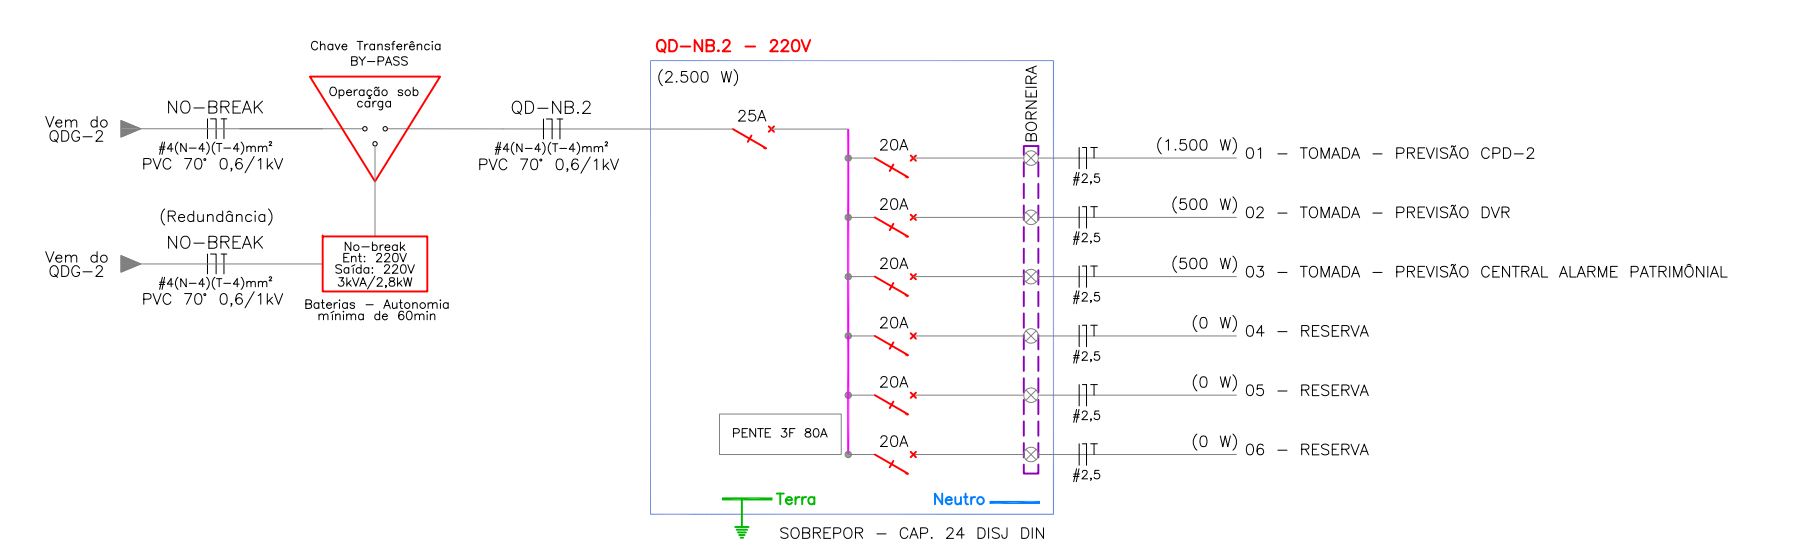 Chave Transferência
BY-PASS
Operação sob
carga
Vem do
QDG-2
NO-BREAK
#4(N-4)(T-4)mm²
PVC 70° 0,6/1kV
QD-NB.2
#4(N-4)(T-4)mm²
PVC 70° 0,6/1kV
(Redundância)
NO-BREAK
Vem do
QDG-2
#4(N-4)(T-4)mm²
PVC 70° 0,6/1kV
No-break
Ent: 220V
Saída: 220V
3kVA/2,8kW
Baterias - Autonomia
mínima de 60min
QD-NB.2 - 220V
(2.500 W)
25A
BORNEIRA
20A
T
#2,5
(1.500 W) 01 - TOMADA - PREVISÃO CPD-2
20A
T
#2,5
(500 W) 02 - TOMADA - PREVISÃO DVR
20A
T
#2,5
(500 W) 03 - TOMADA - PREVISÃO CENTRAL ALARME PATRIMÔNIAL
20A
T
#2,5
(0 W) 04 - RESERVA
20A
T
#2,5
(0 W) 05 - RESERVA
20A
T
#2,5
(0 W) 06 - RESERVA
PENTE 3F 80A
Terra
Neutro
SOBREPOR - CAP. 24 DISJ DIN